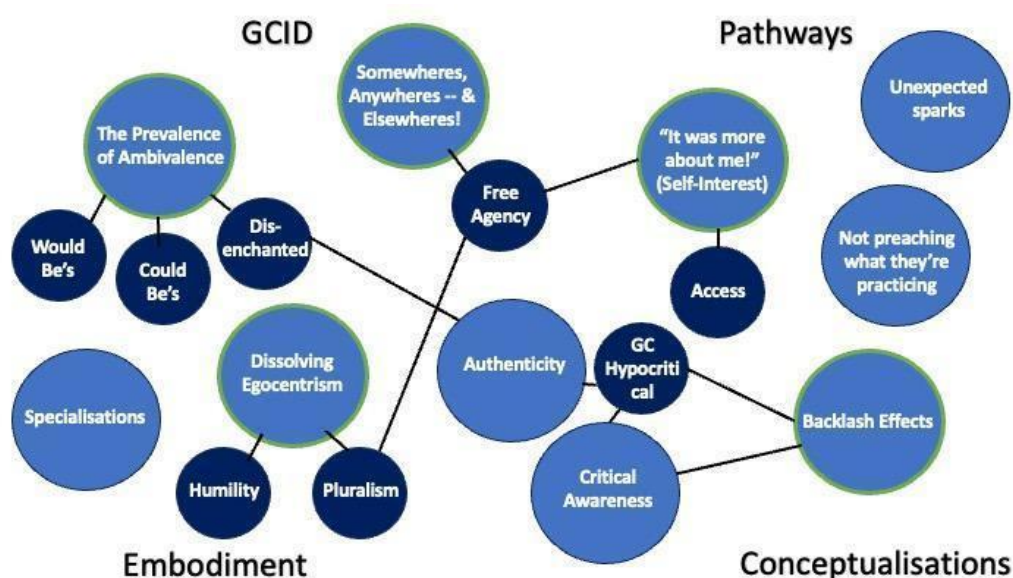 GCID
Pathways
Somewheres,
Anywheres -- &
Elsewheres!
Unexpected
sparks
The Prevalence
of Ambivalence
“It was more
about me!”
(Self-Interest)
Free
Agency
Would
Be’s
Could
Be’s
Dis-
enchanted
Not preaching
what they’re
practicing
Access
Dissolving
Egocentrism
Authenticity
GC
Hypocriti
cal
Specialisations
Backlash Effects
Humility
Pluralism
Critical
Awareness
Embodiment
Conceptualisations